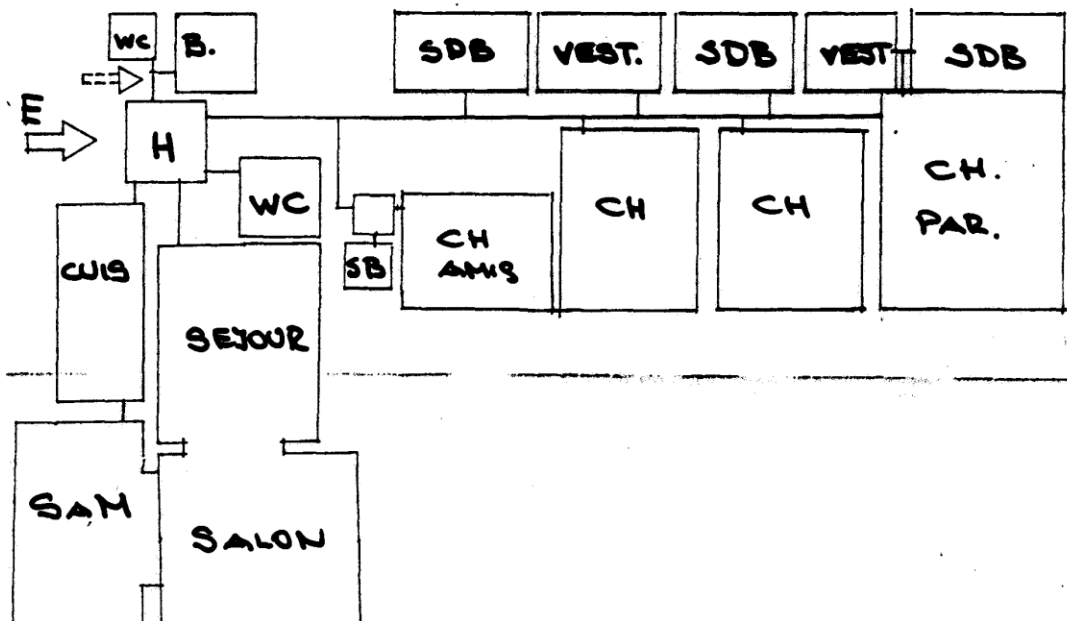 WC
B.
SDB
VEST.
SDB
VEST
SDB
E
H
WC
CUIS
SEJOUR
SB
CH
AMIS
CH
CH
CH.
PAR.
SAM
SALON